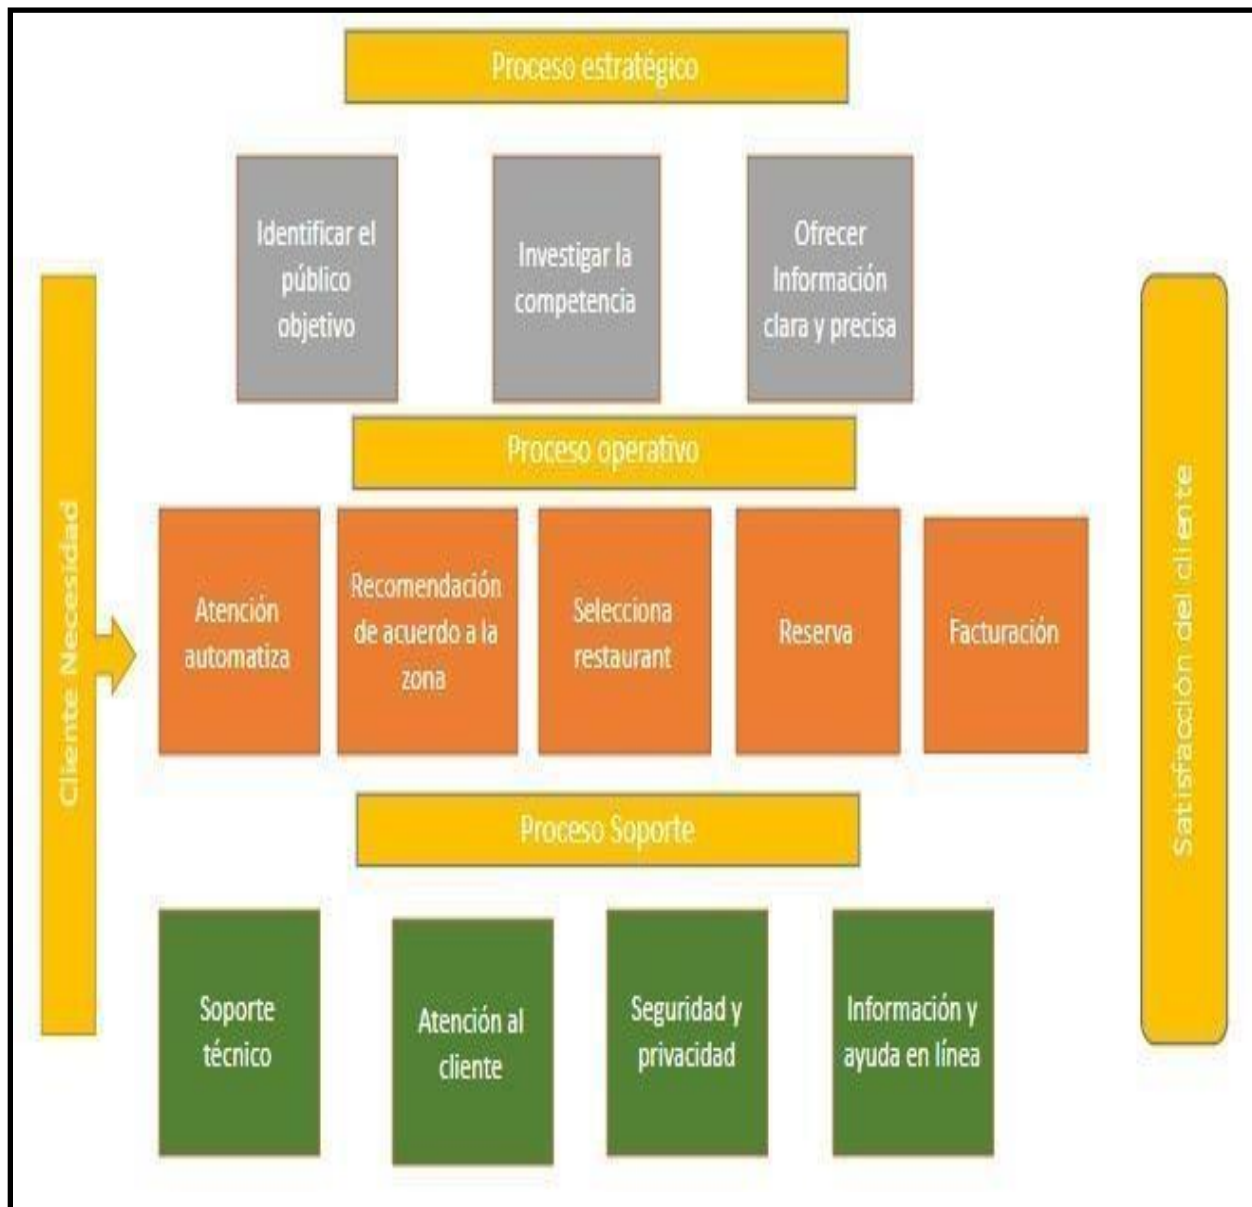 Proceso estratégico
Identificar el
público
objetivo
Investigar la
competencia
Ofrecer
Información
clara y precisa
Cliente Necesidad
Proceso operativo
Atención
automatiza
Recomendación
de acuerdo a la
zona
Selecciona
restaurant
Reserva
Facturación
Proceso Soporte
Soporte
técnico
Atención al
cliente
Seguridad y
privacidad
Información y
ayuda en línea
Satisfacción del cliente